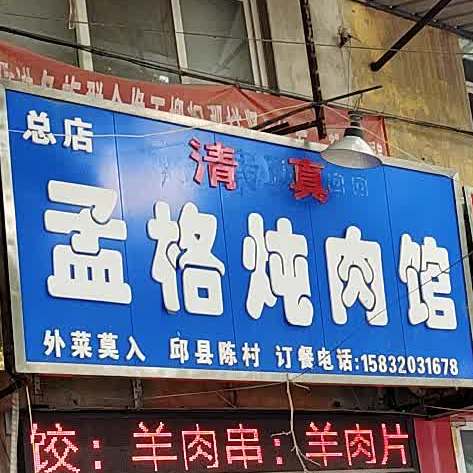 总店
清真
孟格炖肉馆
外菜莫入 邱县陈村 订餐电话:15832031678
饺:羊肉串:羊肉片